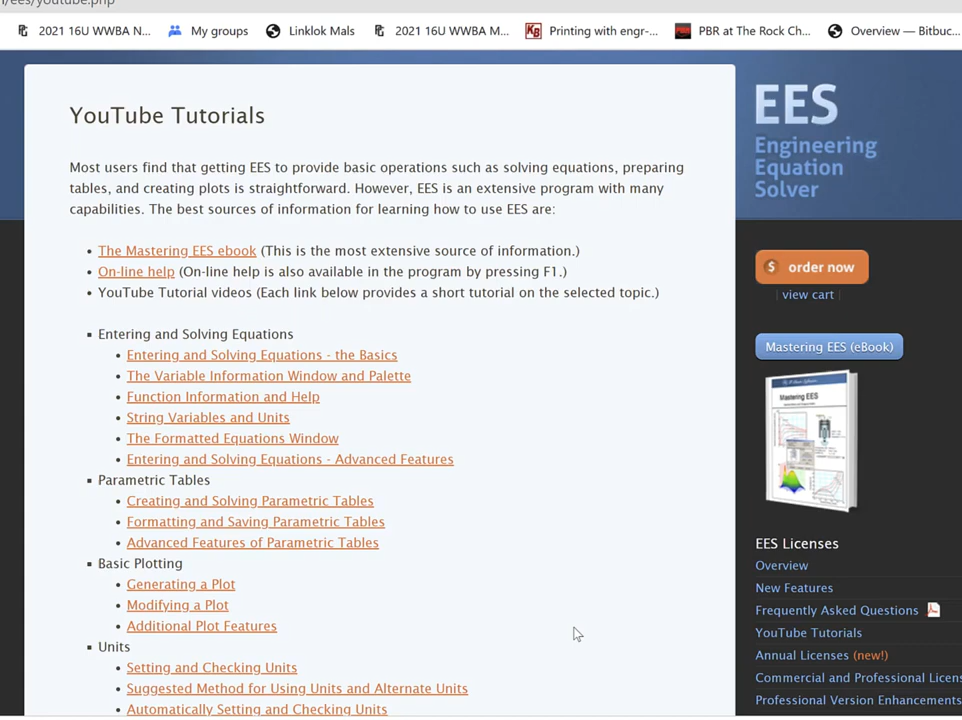 /ees/youtube.php
2021 16U WWBA N...
My groups
Linklok Mals
2021 16U WWBA M...
Printing with engr-...
PBR at The Rock Ch...
Overview — Bitbuc...
YouTube Tutorials
Most users find that getting EES to provide basic operations such as solving equations, preparing
tables, and creating plots is straightforward. However, EES is an extensive program with many
capabilities. The best sources of information for learning how to use EES are:
• The Mastering EES ebook (This is the most extensive source of information.)
• On-line help (On-line help is also available in the program by pressing F1.)
• YouTube Tutorial videos (Each link below provides a short tutorial on the selected topic.)
▪ Entering and Solving Equations
• Entering and Solving Equations - the Basics
• The Variable Information Window and Palette
• Function Information and Help
• String Variables and Units
• The Formatted Equations Window
• Entering and Solving Equations - Advanced Features
▪ Parametric Tables
• Creating and Solving Parametric Tables
• Formatting and Saving Parametric Tables
• Advanced Features of Parametric Tables
▪ Basic Plotting
• Generating a Plot
• Modifying a Plot
• Additional Plot Features
▪ Units
• Setting and Checking Units
• Suggested Method for Using Units and Alternate Units
• Automatically Setting and Checking Units
EES
Engineering
Equation
Solver
$ order now
| view cart |
Mastering EES (eBook)
Mastering EES
EES Licenses
Overview
New Features
Frequently Asked Questions
YouTube Tutorials
Annual Licenses (new!)
Commercial and Professional Licen
Professional Version Enhancements